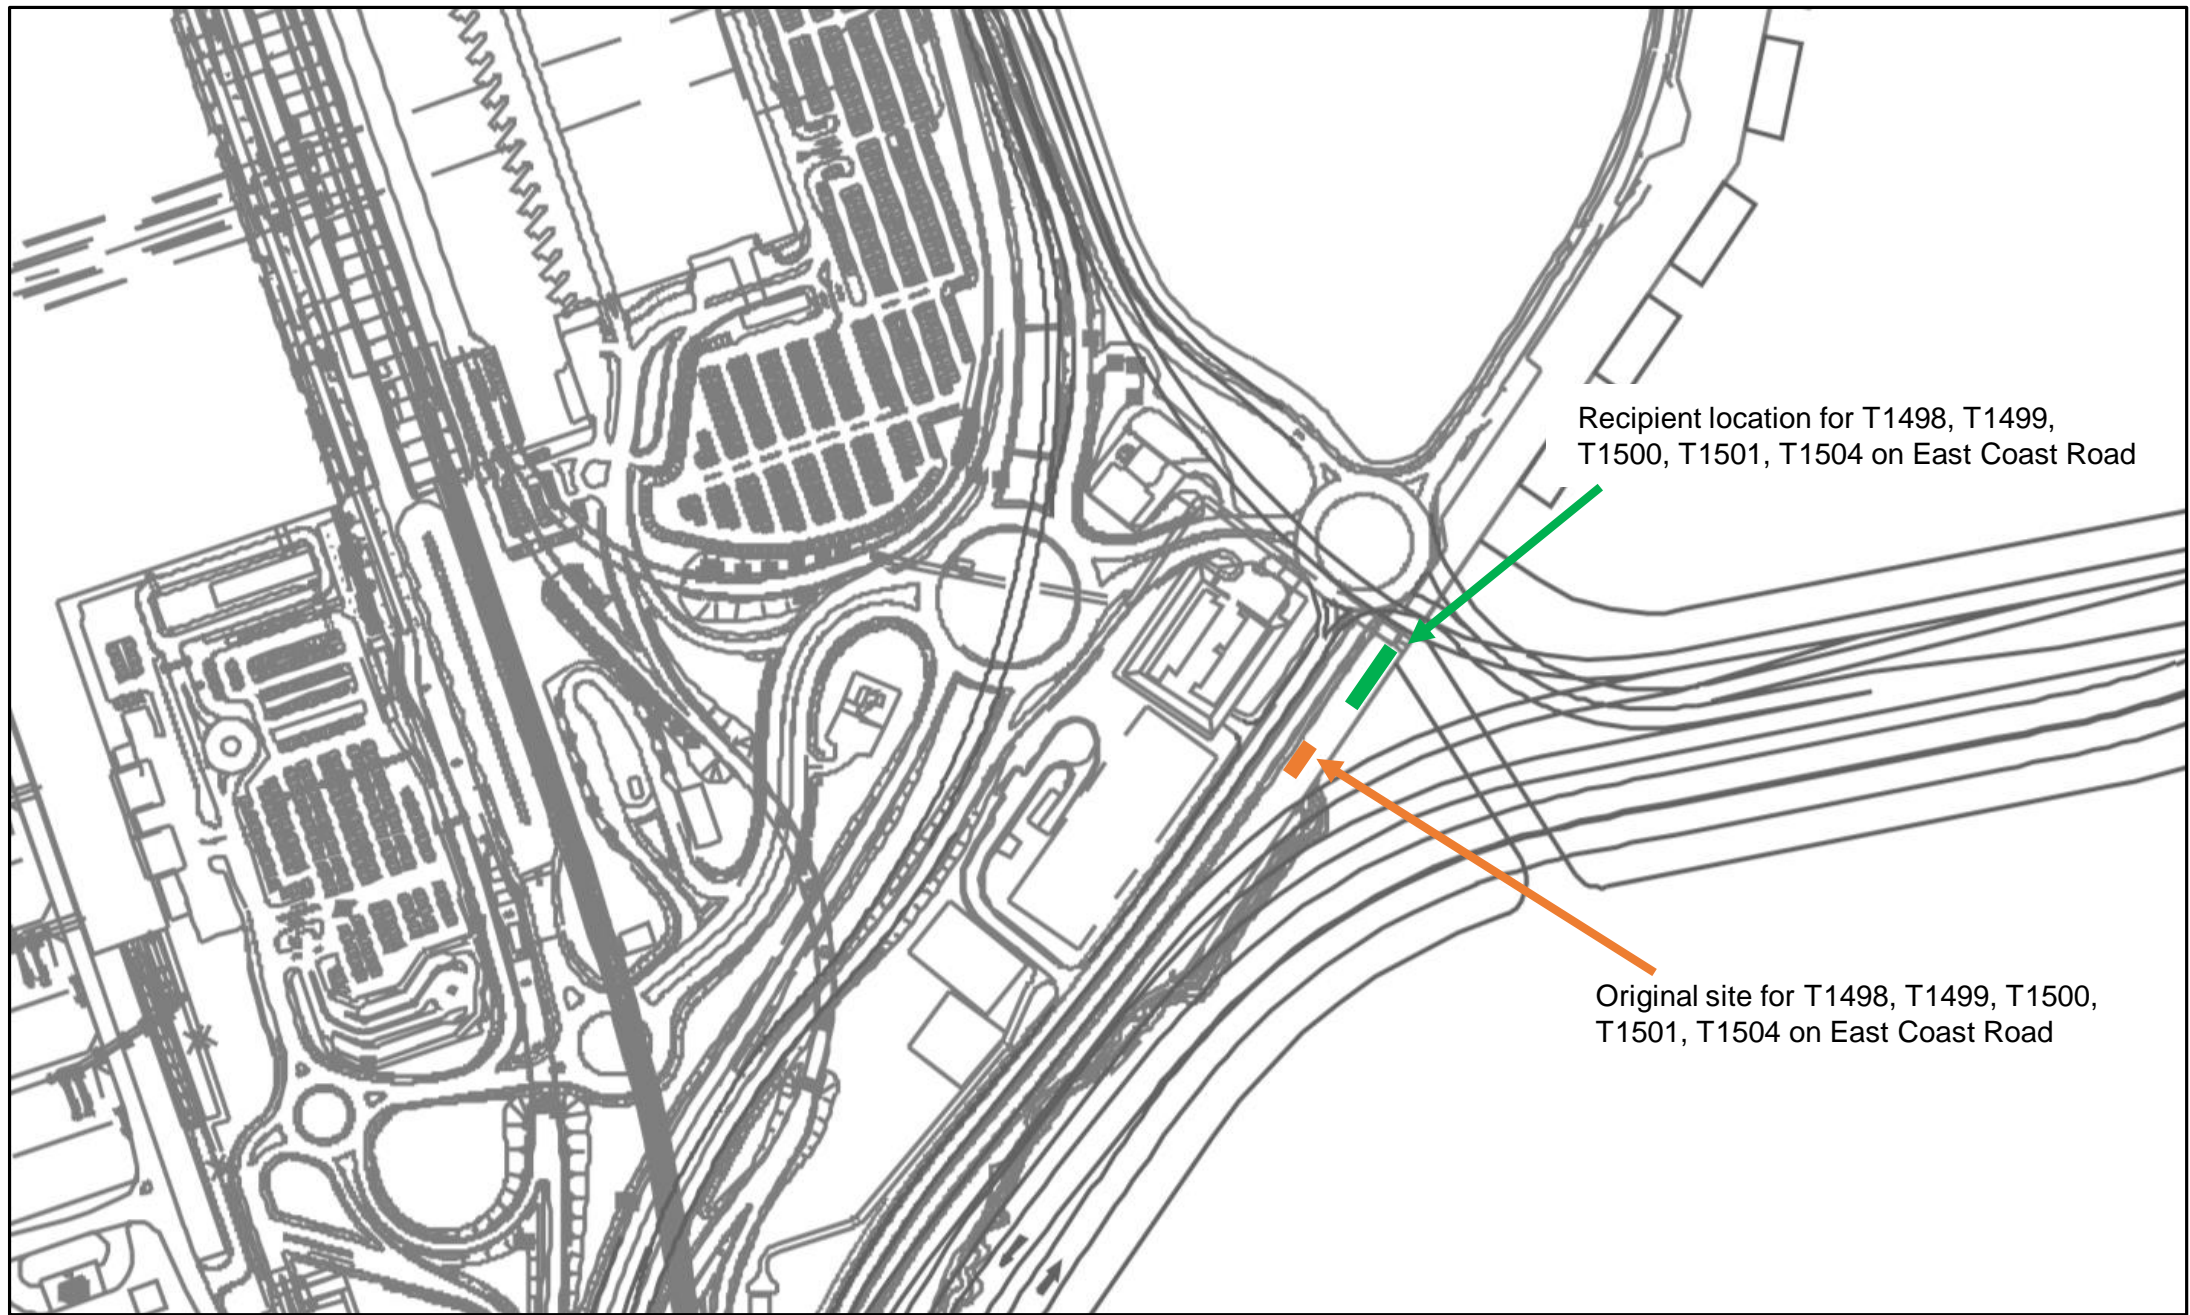 Recipient location for T1498, T1499,
T1500, T1501, T1504 on East Coast Road
Original site for T1498, T1499, T1500,
T1501, T1504 on East Coast Road